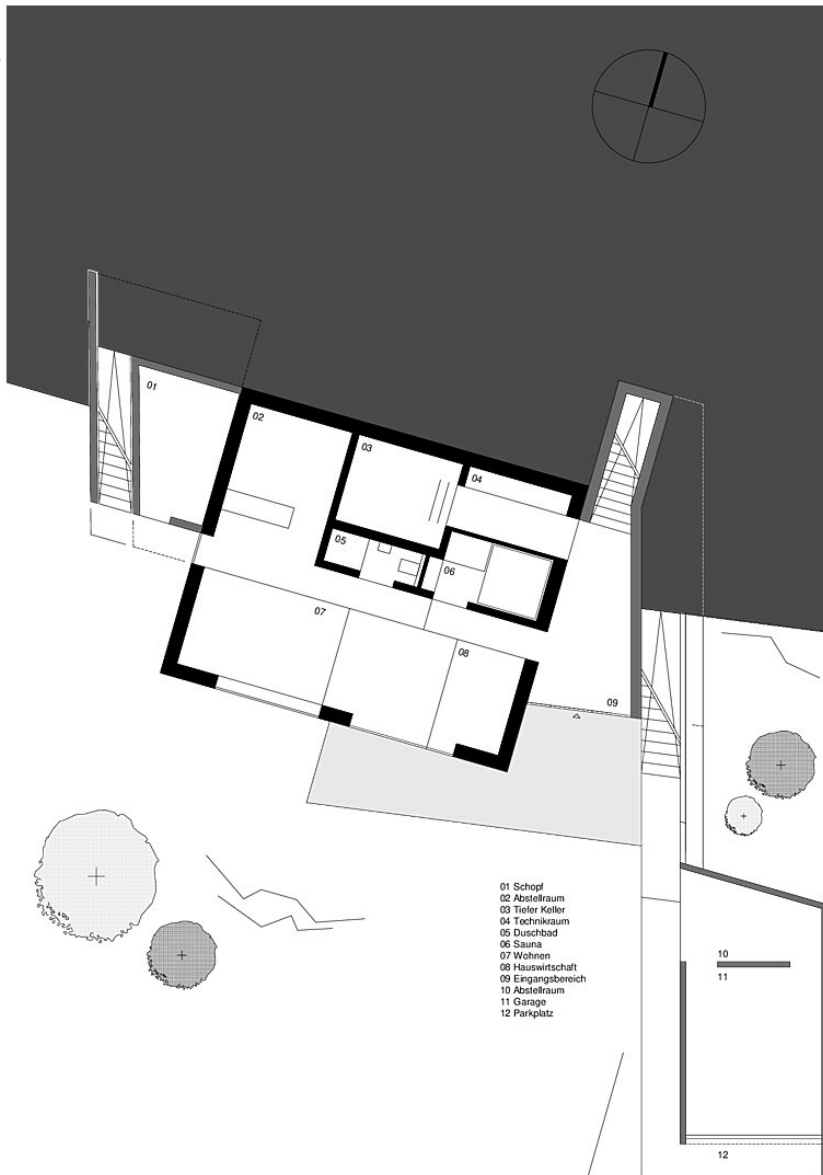 01
02
03
04
05
06
07
08
09
01 Schopf
02 Abstellraum
03 Tiefer Keller
04 Technikraum
05 Duschbad
06 Sauna
07 Wohnen
08 Hauswirtschaft
09 Eingangsbereich
10 Abstellraum
11 Garage
12 Parkplatz
10
11
12